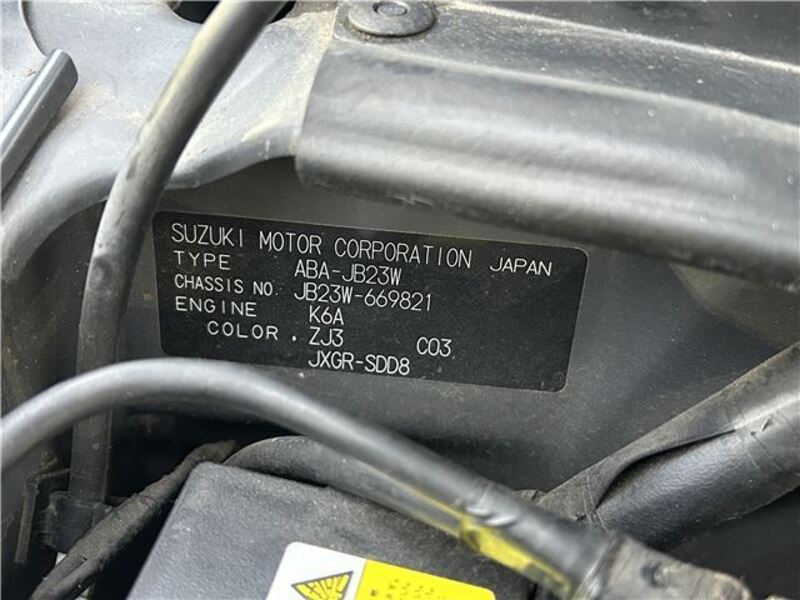 SUZUKI MOTOR CORPORATION JAPAN
TYPE ABA-JB23W
CHASSIS NO. JB23W-669821
ENGINE K6A
COLOR . ZJ3 C03
JXGR-SDD8